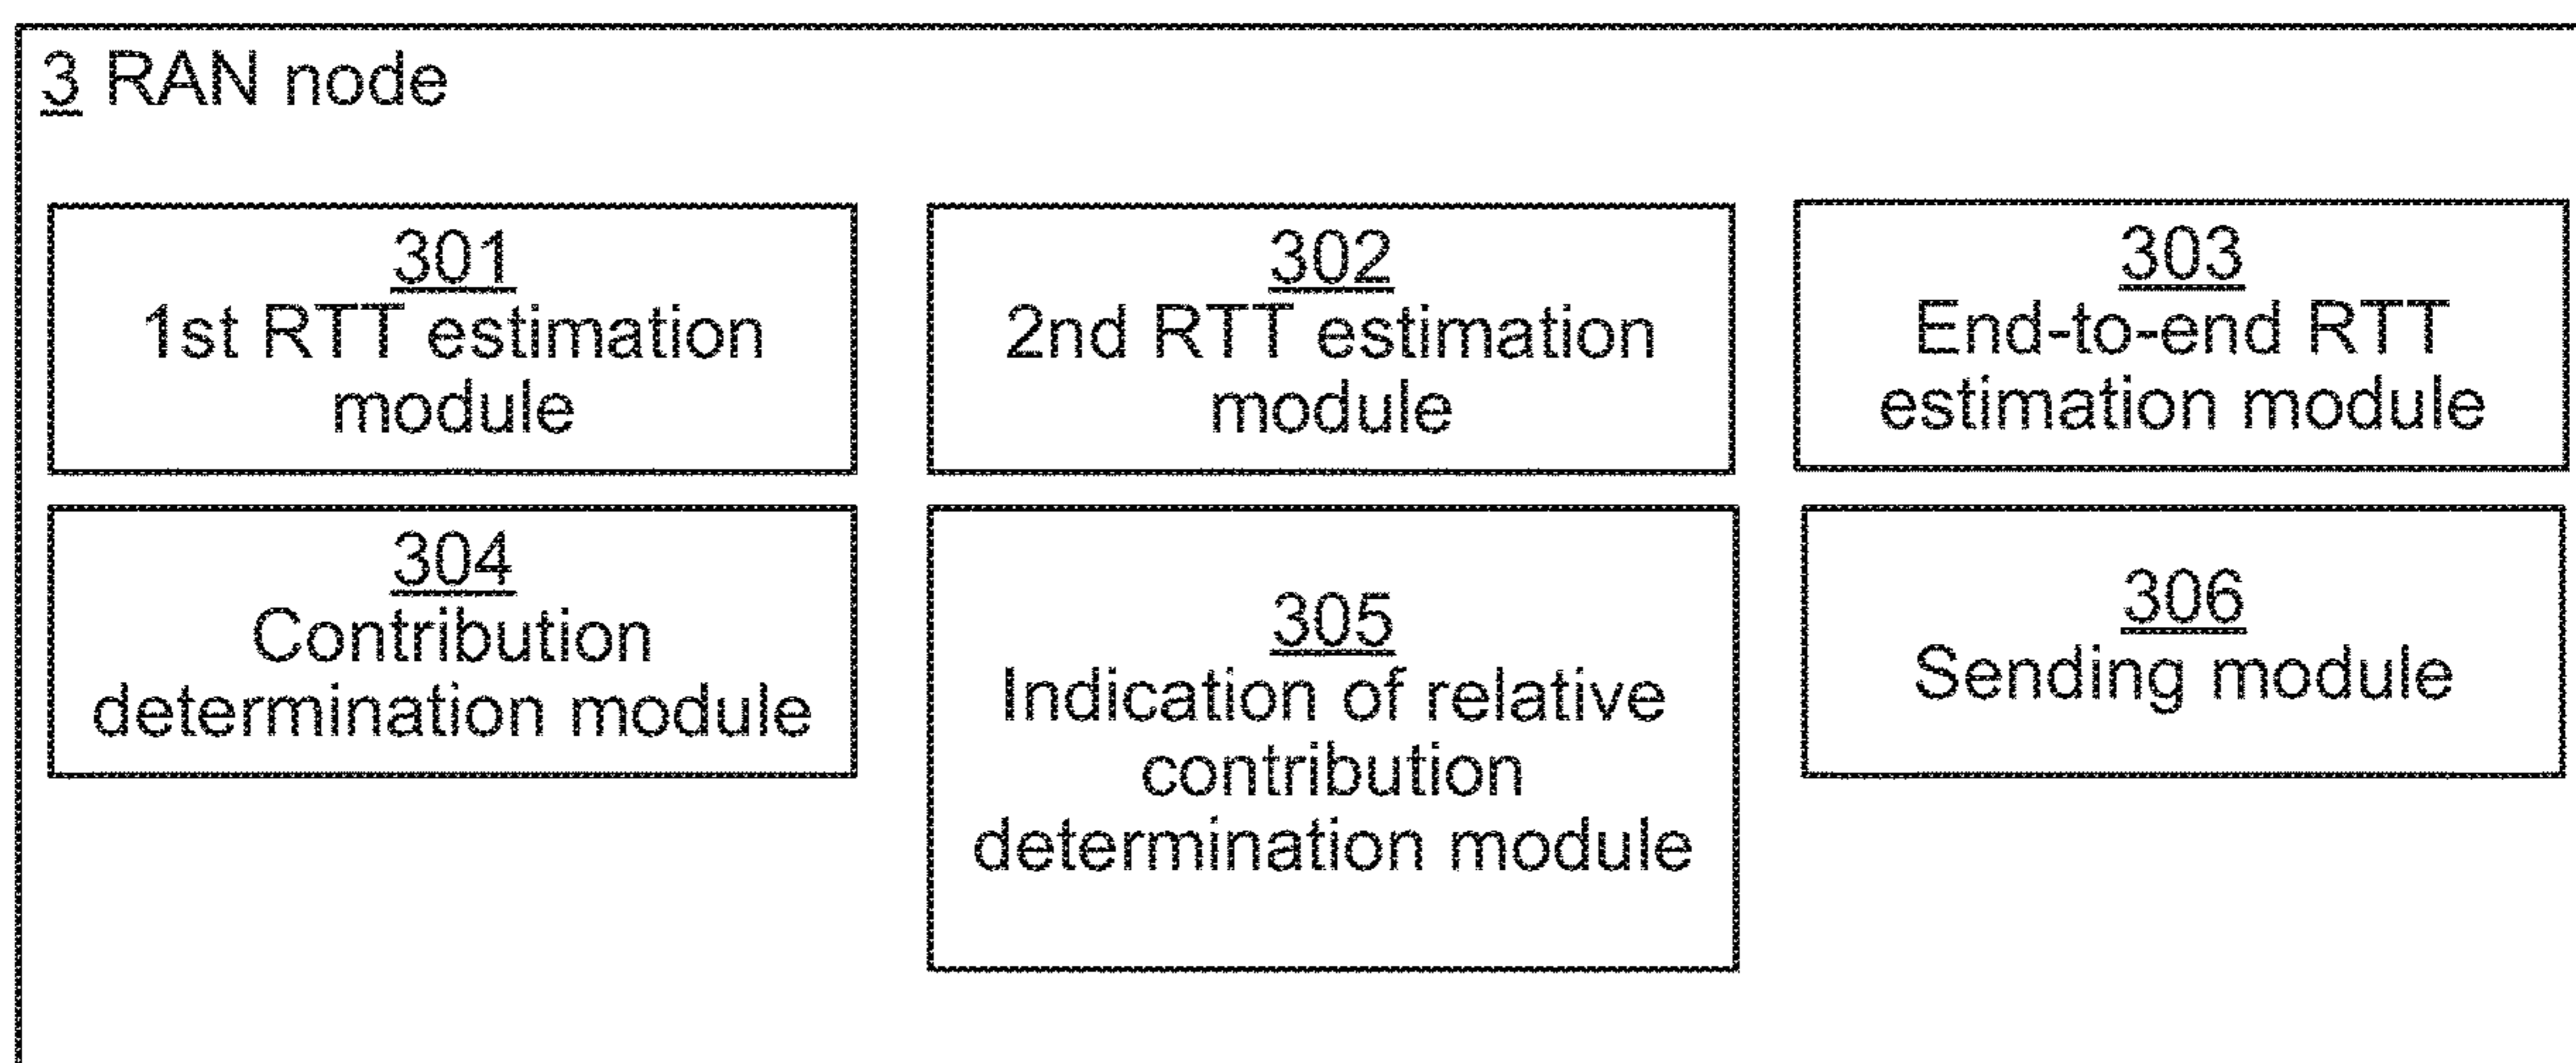 3 RAN node
301
1st RTT estimation
module
302
2nd RTT estimation
module
303
End-to-end RTT
estimation module
304
Contribution
determination module
305
Indication of relative
contribution
determination module
306
Sending module